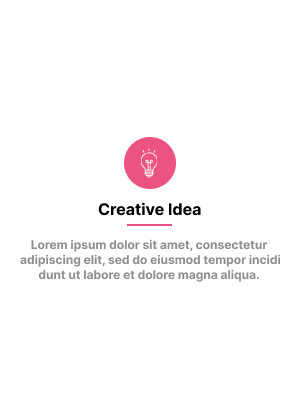 Creative Idea
Lorem ipsum dolor sit amet, consectetur
adipiscing elit, sed do eiusmod tempor incidi
dunt ut labore et dolore magna aliqua.